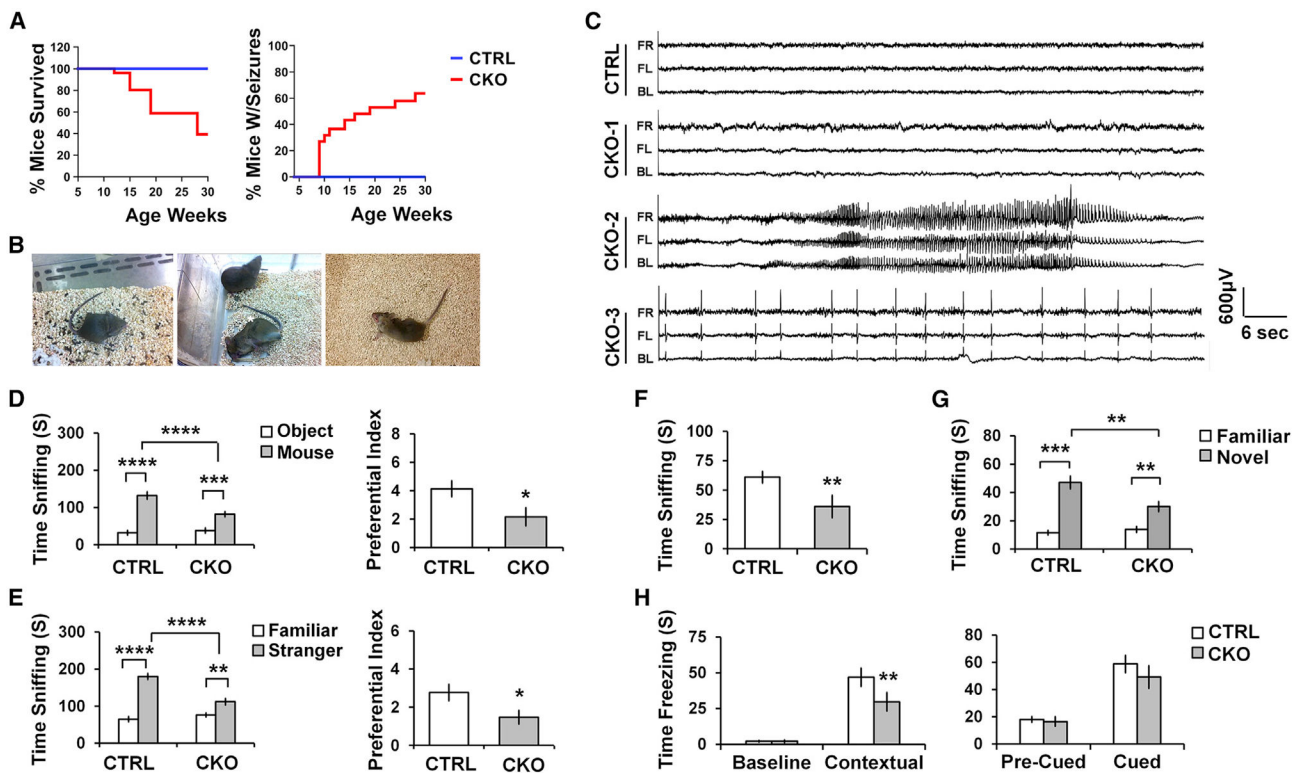 A
% Mice Survived
120
100
80
60
40
20
0
5 10 15 20 25 30
Age Weeks
% Mice W/Seizures
100
80
60
40
20
0
5 10 15 20 25 30
Age Weeks
CTRL
CKO
B
C
CTRL
FR
FL
BL
CKO-1
FR
FL
BL
CKO-2
FR
FL
BL
CKO-3
FR
FL
BL
600µV
6 sec
D
Time Sniffing (S)
300
200
100
0
****
****
***
Object
Mouse
CTRL CKO
Preferential Index
8
6
4
2
0
*
CTRL CKO
E
Time Sniffing (S)
300
200
100
0
****
****
**
Familiar
Stranger
CTRL CKO
Preferential Index
6
4
2
0
*
CTRL CKO
F
Time Sniffing (S)
100
75
50
25
0
**
CTRL CKO
G
Time Sniffing (S)
80
60
40
20
0
**
***
**
Familiar
Novel
CTRL CKO
H
Time Freezing (S)
75
50
25
0
**
Baseline Contextual
80
60
40
20
0
Pre-Cued Cued
CTRL
CKO